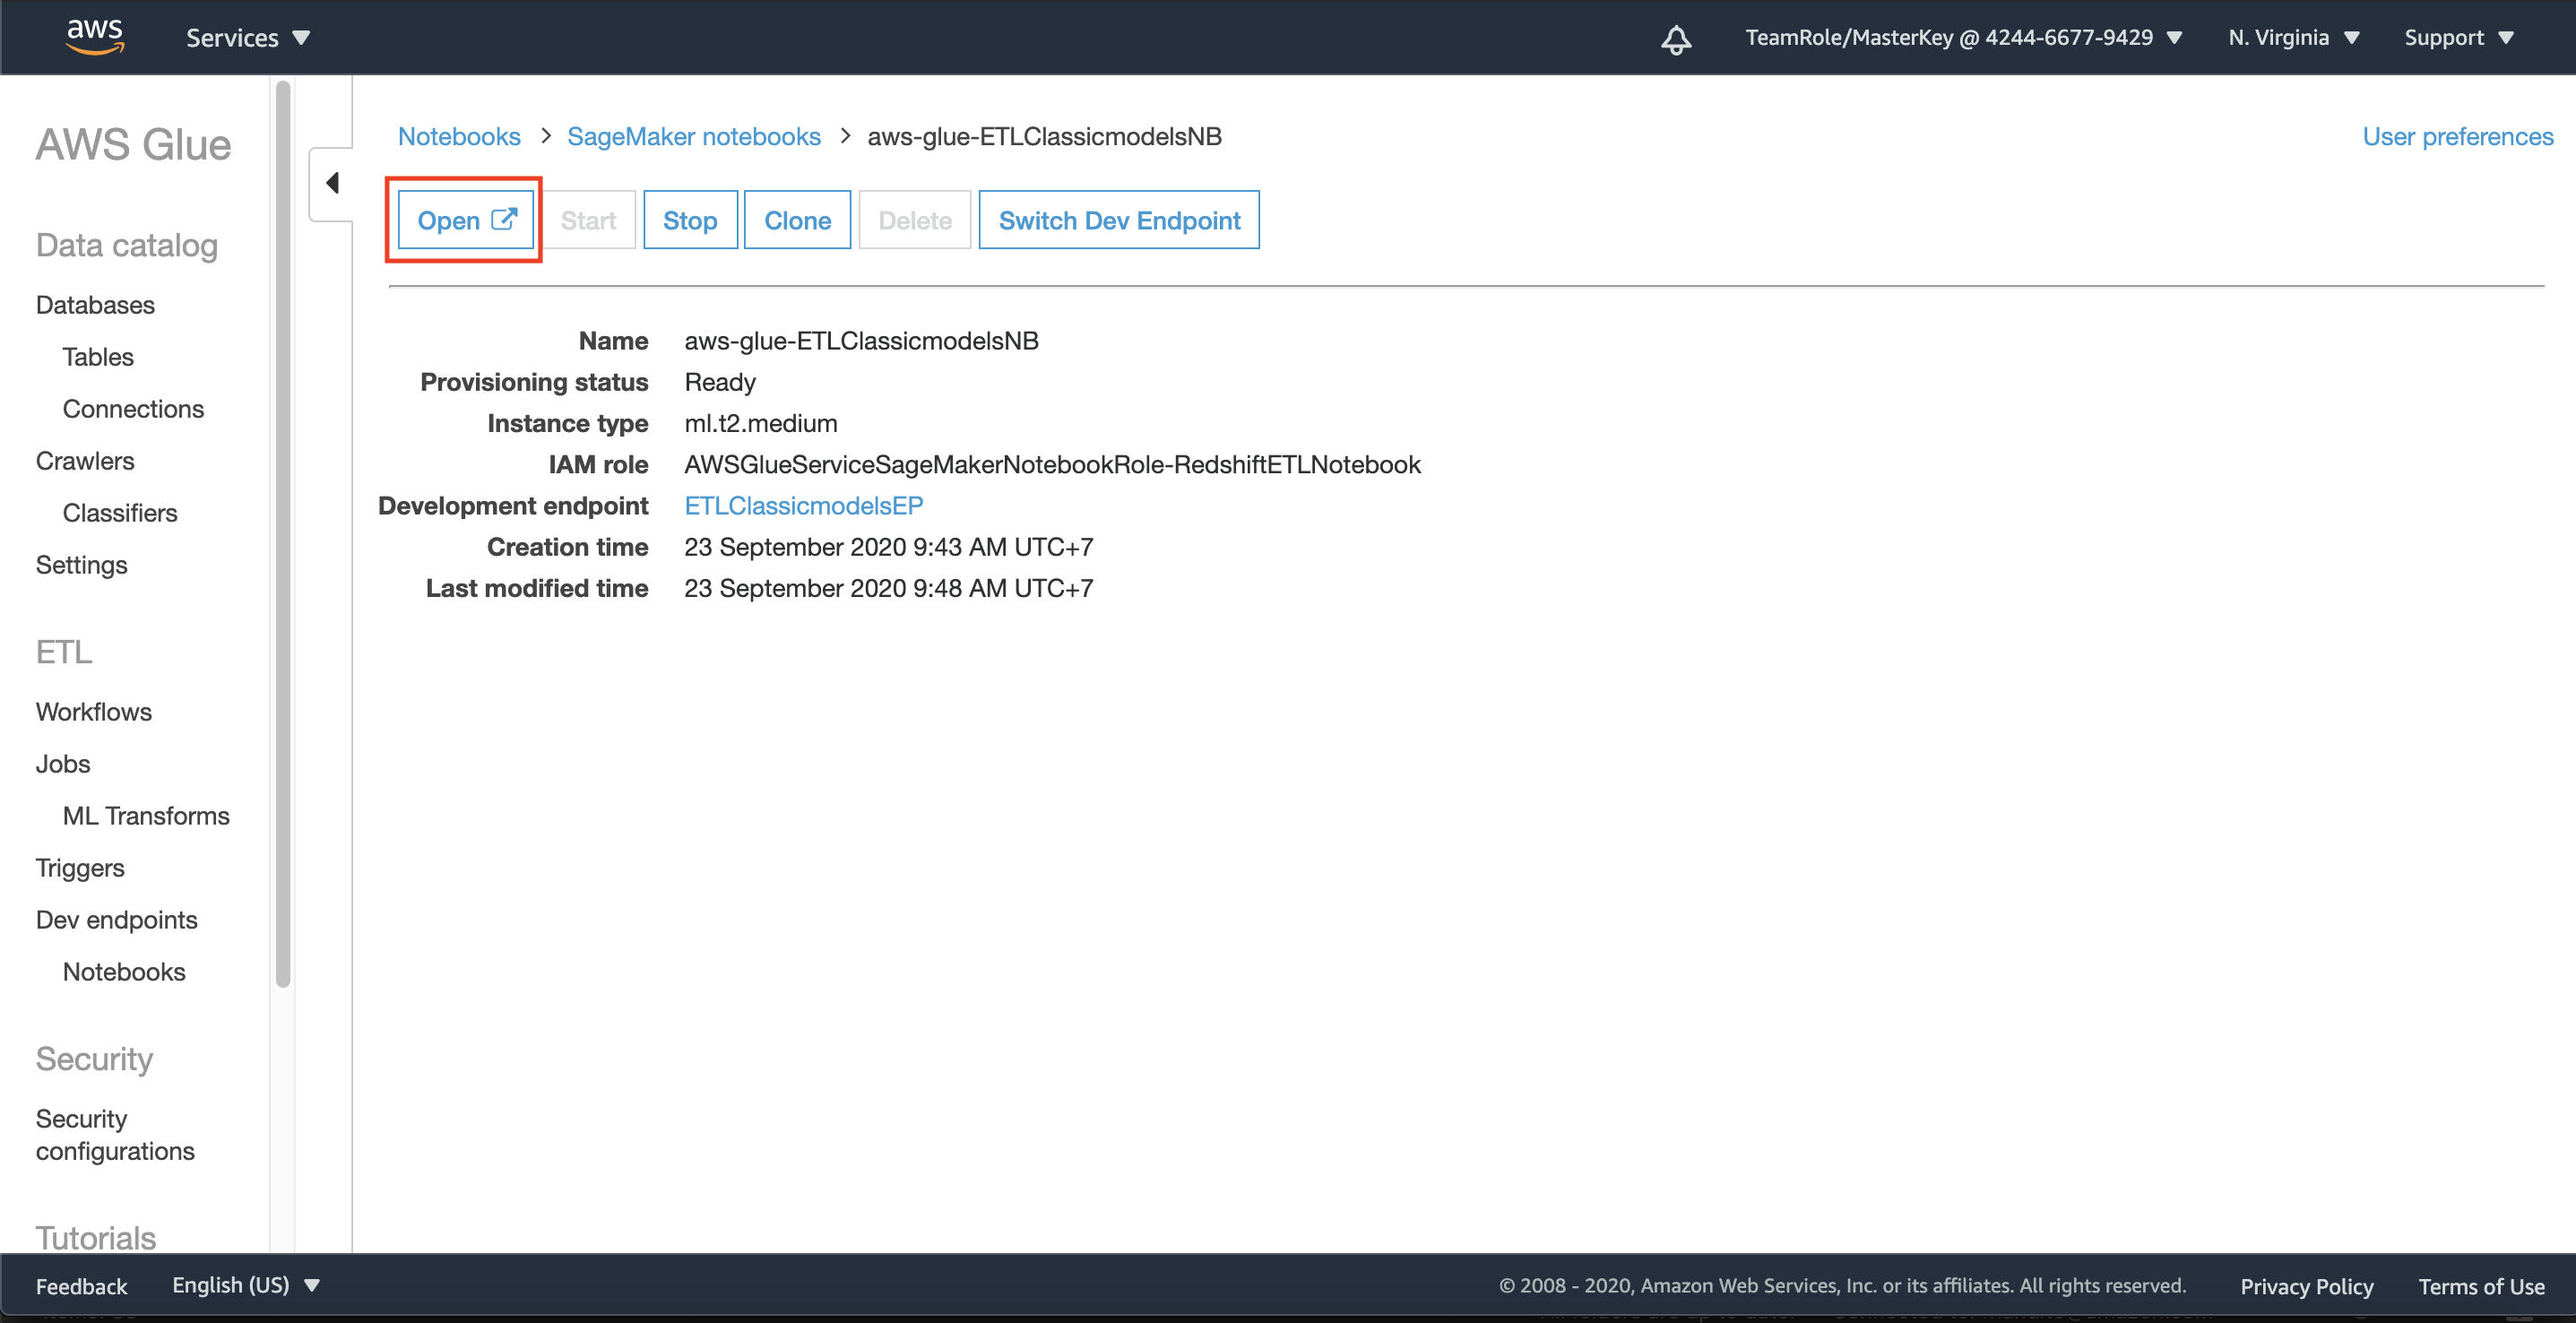 aws Services TeamRole/MasterKey @ 4244-6677-9429 N. Virginia Support
AWS Glue
Data catalog
Databases
Tables
Connections
Crawlers
Classifiers
Settings
ETL
Workflows
Jobs
ML Transforms
Triggers
Dev endpoints
Notebooks
Security
Security
configurations
Tutorials
Notebooks > SageMaker notebooks > aws-glue-ETLClassicmodelsNB User preferences
Open Start Stop Clone Delete Switch Dev Endpoint
Name aws-glue-ETLClassicmodelsNB
Provisioning status Ready
Instance type ml.t2.medium
IAM role AWSGlueServiceSageMakerNotebookRole-RedshiftETLNotebook
Development endpoint ETLClassicmodelsEP
Creation time 23 September 2020 9:43 AM UTC+7
Last modified time 23 September 2020 9:48 AM UTC+7
Feedback English (US) © 2008 - 2020, Amazon Web Services, Inc. or its affiliates. All rights reserved. Privacy Policy Terms of Use